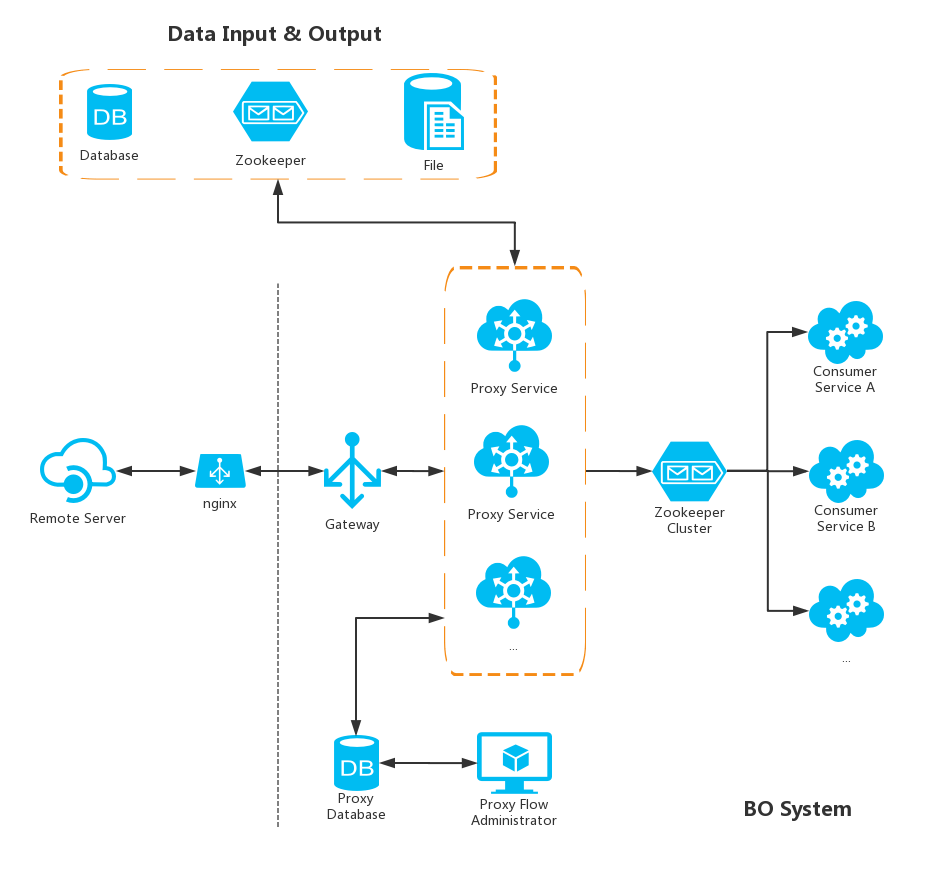 Data Input & Output
DB
Database
Zookeeper
File
Proxy Service
Consumer
Service A
Remote Server
nginx
Gateway
Proxy Service
Zookeeper
Cluster
Consumer
Service B
...
...
DB
Proxy
Database
Proxy Flow
Administrator
BO System